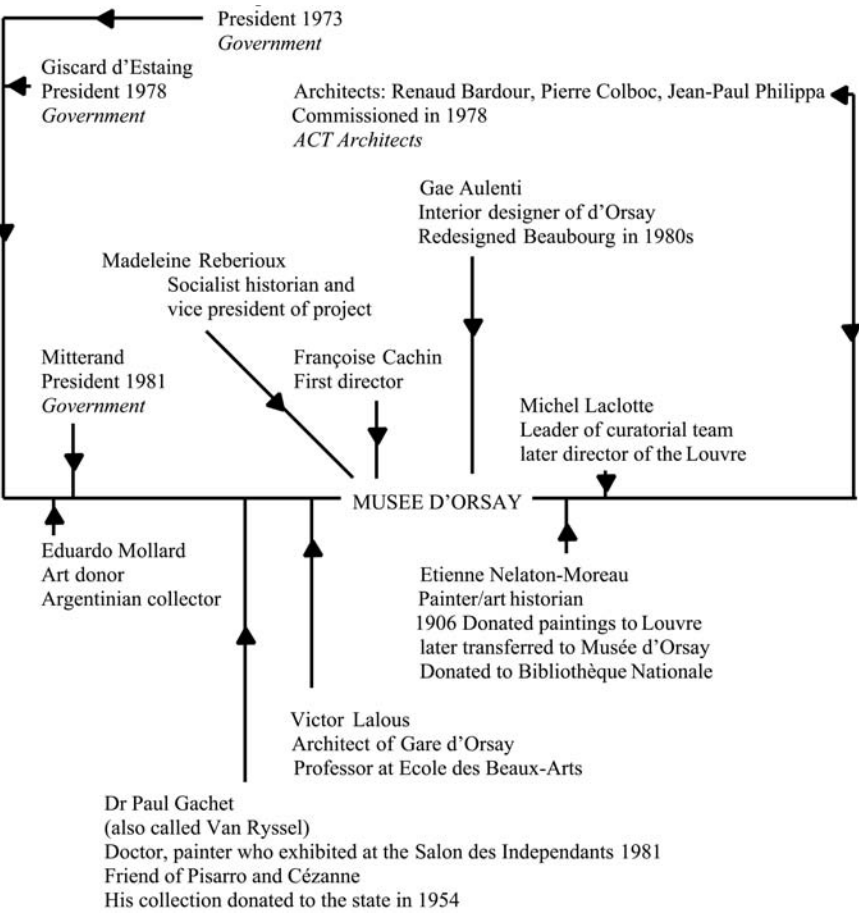 President 1973
Government
Giscard d’Estaing
President 1978
Government
Architects: Renaud Bardour, Pierre Colboc, Jean-Paul Philippa
Commissioned in 1978
ACT Architects
Gae Aulenti
Interior designer of d’Orsay
Redesigned Beaubourg in 1980s
Madeleine Reberioux
Socialist historian and
vice president of project
Mitterand
President 1981
Government
Françoise Cachin
First director
Michel Laclotte
Leader of curatorial team
later director of the Louvre
MUSEE D’ORSAY
Eduardo Mollard
Art donor
Argentinian collector
Etienne Nelaton-Moreau
Painter/art historian
1906 Donated paintings to Louvre
later transferred to Musée d’Orsay
Donated to Bibliothèque Nationale
Victor Lalous
Architect of Gare d’Orsay
Professor at Ecole des Beaux-Arts
Dr Paul Gachet
(also called Van Ryssel)
Doctor, painter who exhibited at the Salon des Independants 1981
Friend of Pisarro and Cézanne
His collection donated to the state in 1954